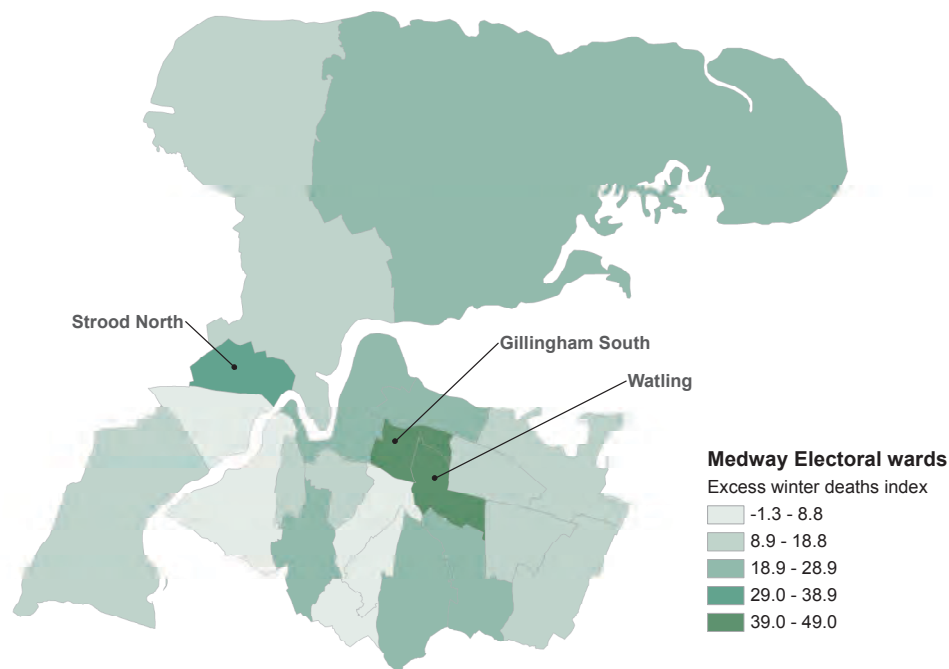 Strood North
Gillingham South
Watling
Medway Electoral wards
Excess winter deaths index
-1.3 - 8.8
8.9 - 18.8
18.9 - 28.9
29.0 - 38.9
39.0 - 49.0